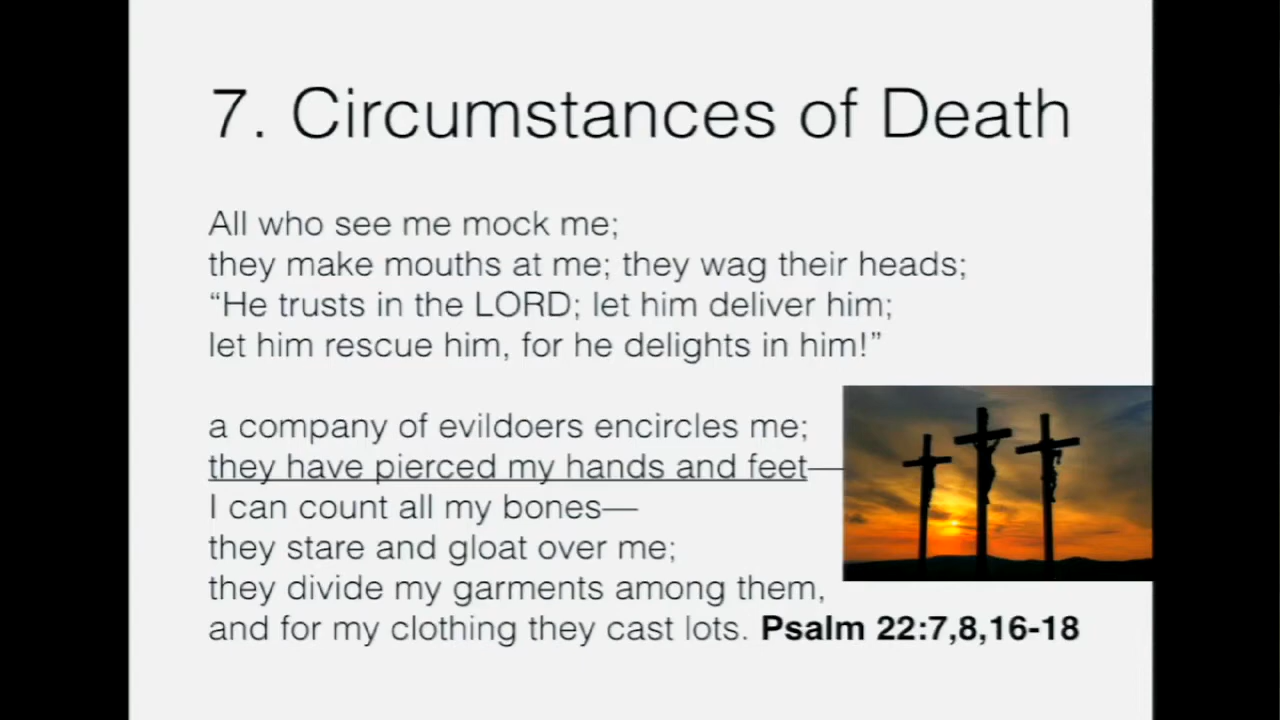 7. Circumstances of Death
All who see me mock me;
they make mouths at me; they wag their heads;
“He trusts in the LORD; let him deliver him;
let him rescue him, for he delights in him!”
a company of evildoers encircles me;
they have pierced my hands and feet—
I can count all my bones—
they stare and gloat over me;
they divide my garments among them,
and for my clothing they cast lots. Psalm 22:7,8,16-18